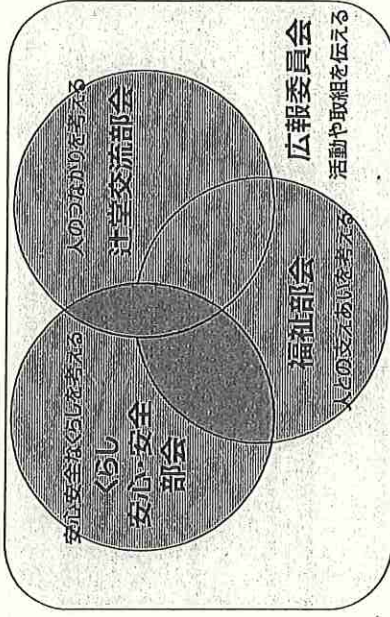 安心安全なくらしを考える
くらし
安心・安全
部会
人のつながりを考える
辻堂交流部会
福祉部会
人との支えあいを考える
広報委員会
活動や取組を伝える